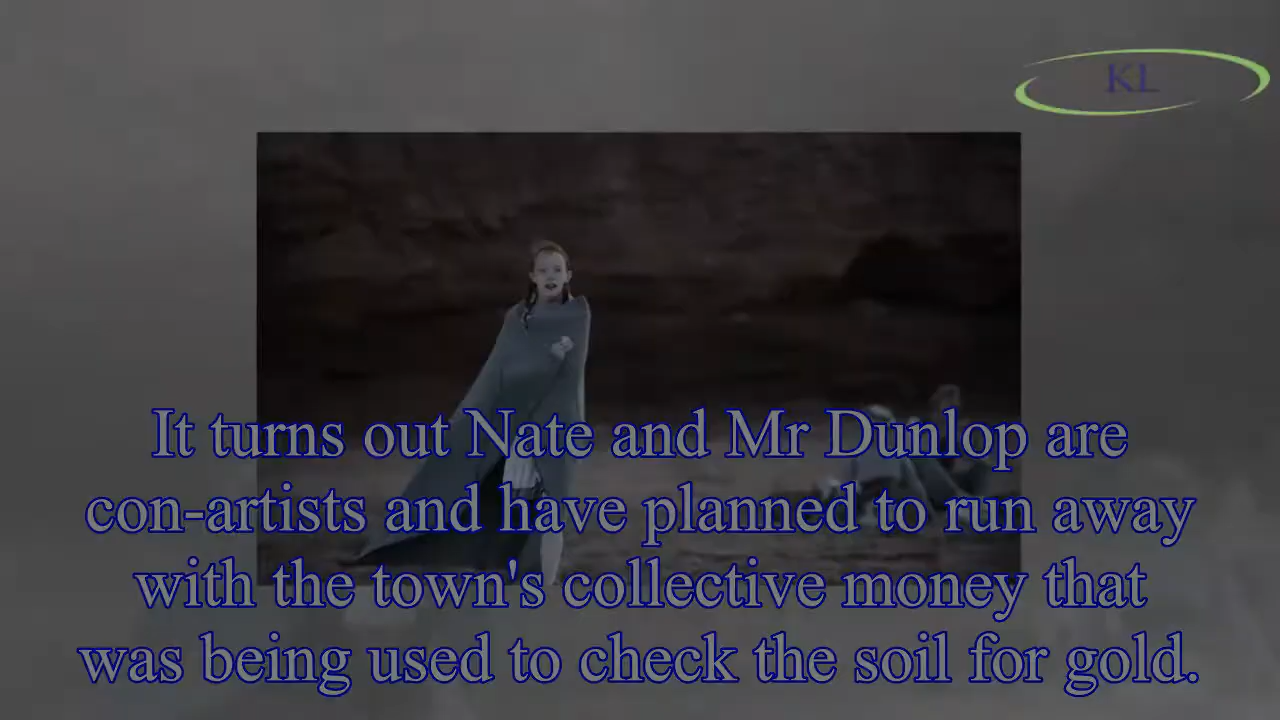 KL
It turns out Nate and Mr Dunlop are
con-artists and have planned to run away
with the town's collective money that
was being used to check the soil for gold.